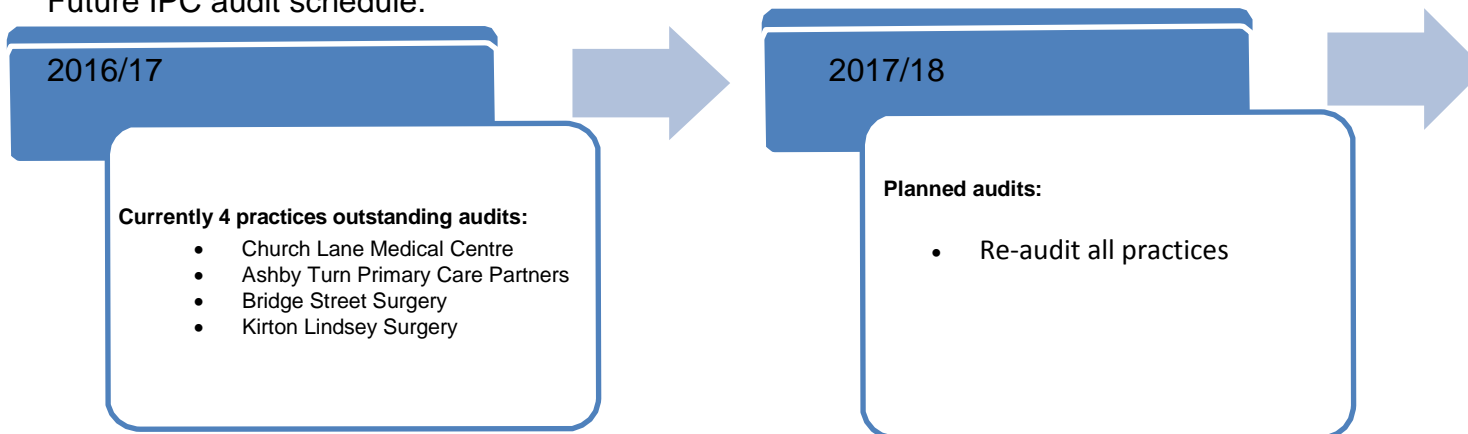 Future IPC audit schedule:
2016/17
Currently 4 practices outstanding audits:
• Church Lane Medical Centre
• Ashby Turn Primary Care Partners
• Bridge Street Surgery
• Kirton Lindsey Surgery
2017/18
Planned audits:
• Re-audit all practices